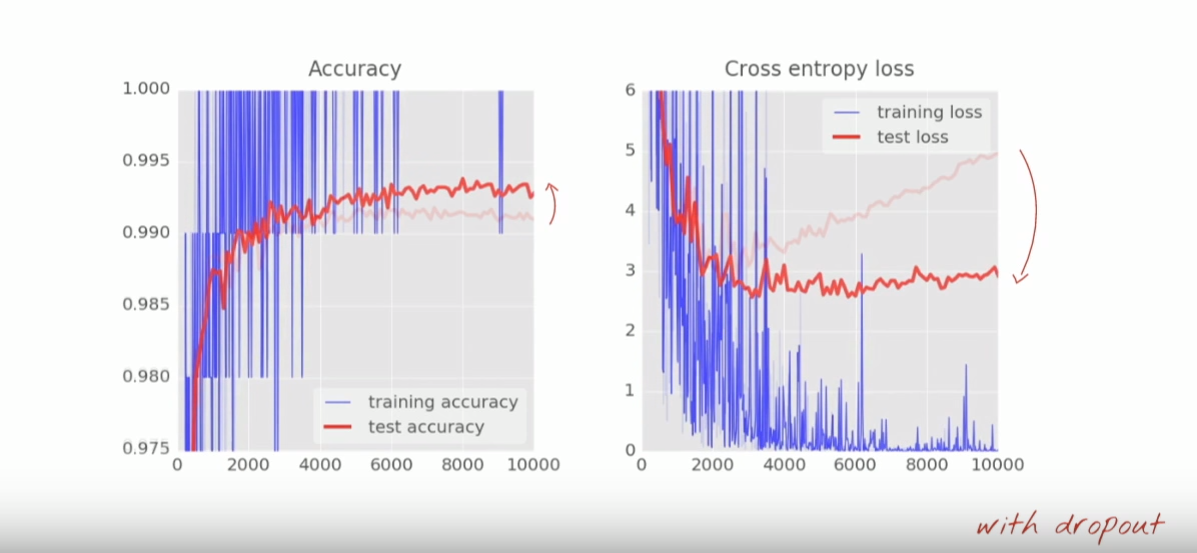 Accuracy
1.000
0.995
0.990
0.985
0.980
0.975
0 2000 4000 6000 8000 10000
training accuracy
test accuracy
Cross entropy loss
6
5
4
3
2
1
0
0 2000 4000 6000 8000 10000
training loss
test loss
with dropout